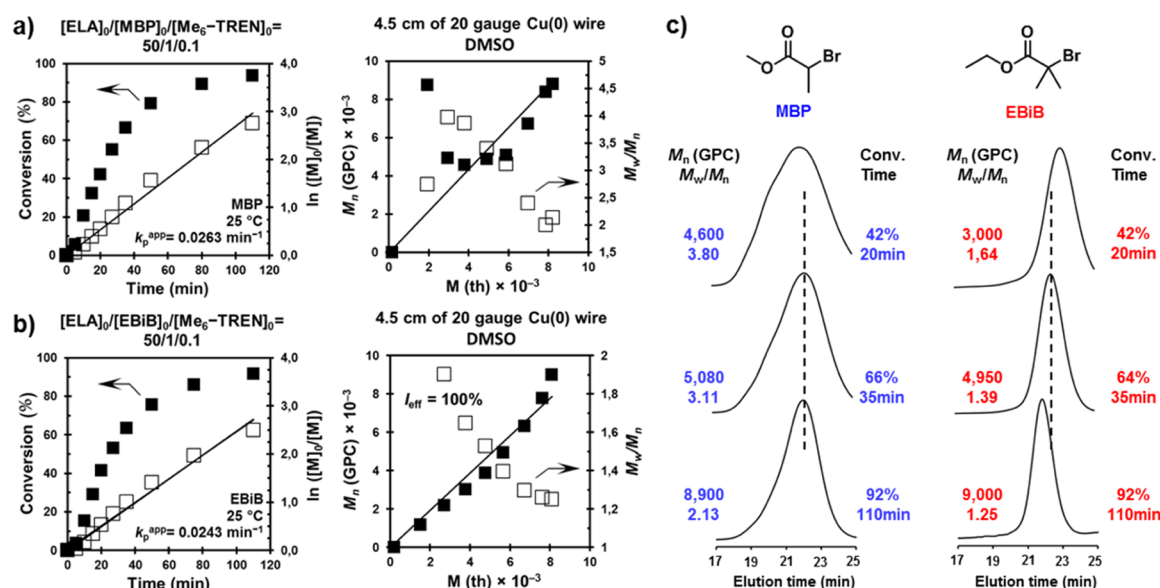 a)
[ELA]₀/[MBP]₀/[Me₆−TREN]₀=
50/1/0.1
Conversion (%)
100
80
60
40
20
0
4,0
3,0
2,0
1,0
0,0
ln ([M]₀/[M])
MBP
25 °C
kₚᵃᵖᵖ= 0.0263 min⁻¹
0 20 40 60 80 100 120
Time (min)
4.5 cm of 20 gauge Cu(0) wire
DMSO
Mₙ (GPC) × 10⁻³
10
8
6
4
2
0
5
4,5
4
3,5
3
2,5
2
1,5
1
M_w/Mₙ
0 2 4 6 8 10
M (th) × 10⁻³
b)
[ELA]₀/[EBiB]₀/[Me₆−TREN]₀=
50/1/0.1
Conversion (%)
100
80
60
40
20
0
4,0
3,0
2,0
1,0
0,0
ln ([M]₀/[M])
EBiB
25 °C
kₚᵃᵖᵖ= 0.0243 min⁻¹
0 20 40 60 80 100 120
Time (min)
4.5 cm of 20 gauge Cu(0) wire
DMSO
Mₙ (GPC) × 10⁻³
10
8
6
4
2
0
I_eff = 100%
2
1,8
1,6
1,4
1,2
1
M_w/Mₙ
0 2 4 6 8 10
M (th) × 10⁻³
c)
O
O
Br
MBP
O
O
Br
EBiB
Mₙ (GPC)
M_w/Mₙ
Conv.
Time
4,600
3.80
42%
20min
5,080
3.11
66%
35min
8,900
2.13
92%
110min
17 19 21 23 25
Elution time (min)
Mₙ (GPC)
M_w/Mₙ
Conv.
Time
3,000
1,64
42%
20min
4,950
1.39
64%
35min
9,000
1.25
92%
110min
17 19 21 23 25
Elution time (min)